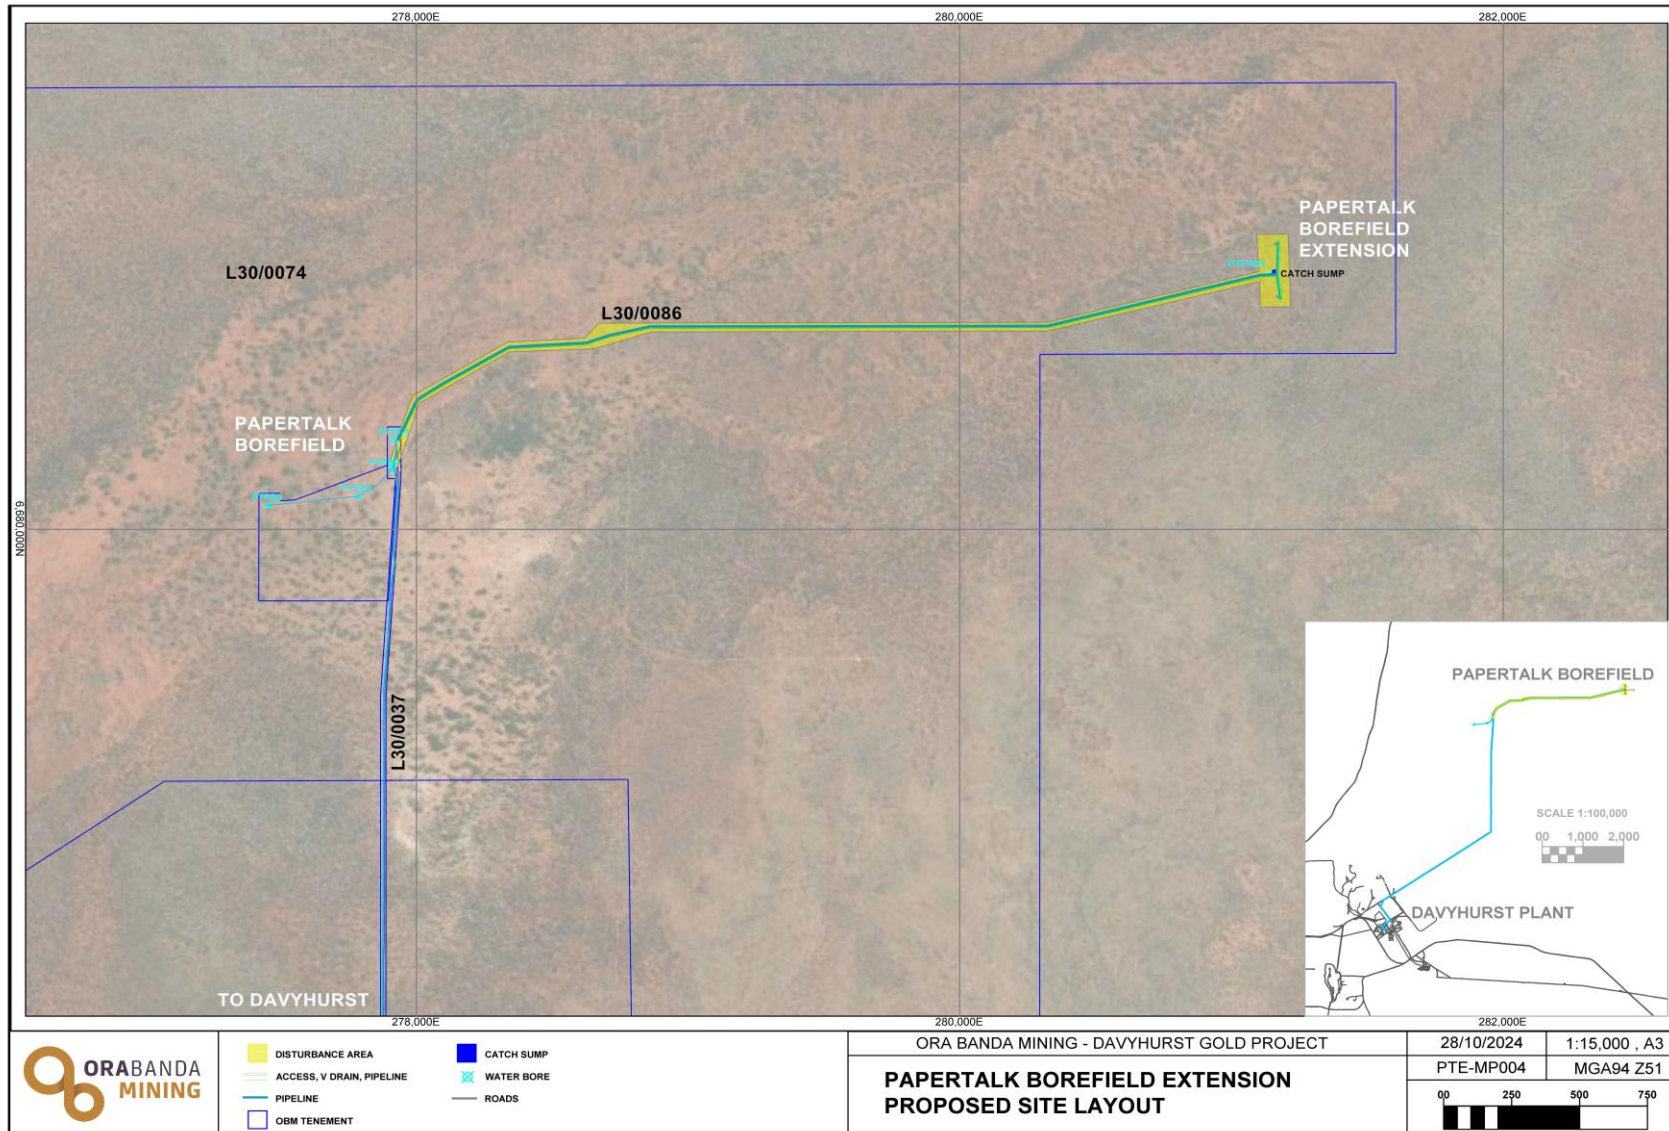 278,000E
280,000E
282,000E
PAPERTALK
BOREFIELD
EXTENSION
CATCH SUMP
L30/0074
L30/0086
PAPERTALK
BOREFIELD
6,680,000N
L30/0037
TO DAVYHURST
PAPERTALK BOREFIELD
SCALE 1:100,000
00 1,000 2,000
DAVYHURST PLANT
278,000E
280,000E
282,000E
ORABANDA
MINING
DISTURBANCE AREA
ACCESS, V DRAIN, PIPELINE
PIPELINE
OBM TENEMENT
CATCH SUMP
WATER BORE
ROADS
ORA BANDA MINING - DAVYHURST GOLD PROJECT
PAPERTALK BOREFIELD EXTENSION
PROPOSED SITE LAYOUT
28/10/2024
1:15,000 , A3
PTE-MP004
MGA94 Z51
00 250 500 750